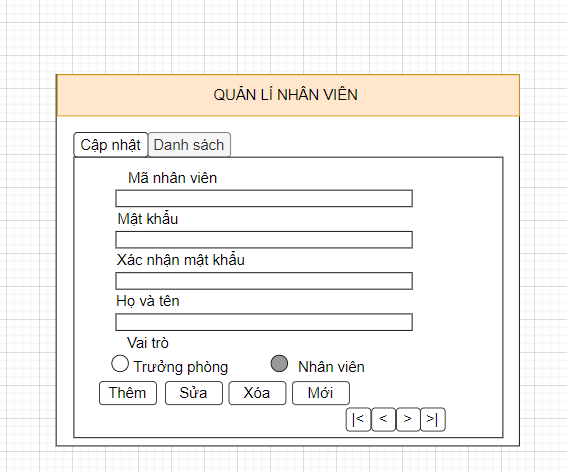 QUẢN LÍ NHÂN VIÊN
Cập nhật Danh sách
Mã nhân viên
Mật khẩu
Xác nhận mật khẩu
Họ và tên
Vai trò
Trưởng phòng Nhân viên
Thêm Sửa Xóa Mới
|< < > >|